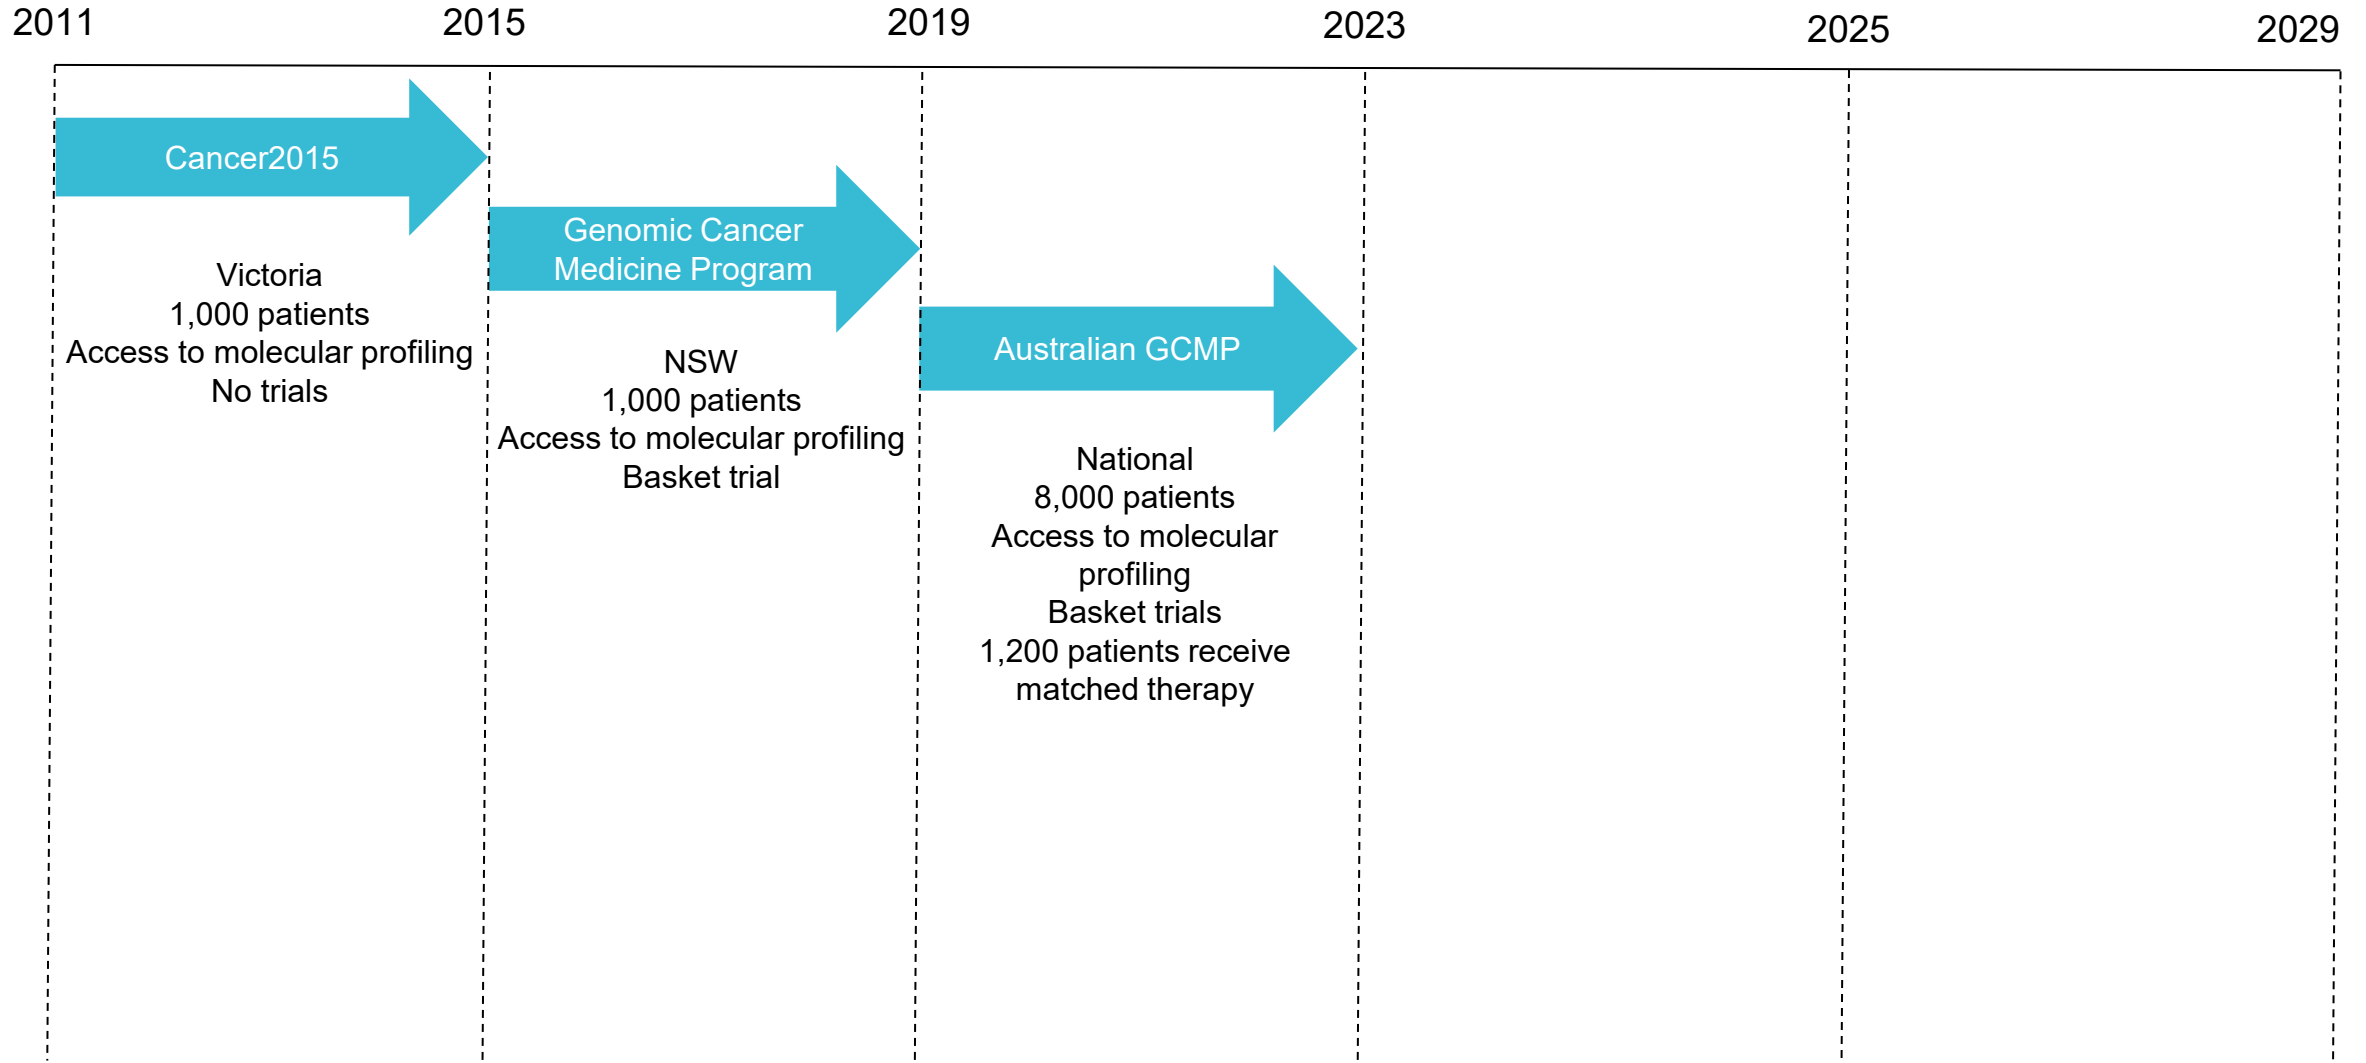 2011
2015
2019
2023
2025
2029
Cancer2015
Victoria
1,000 patients
Access to molecular profiling
No trials
Genomic Cancer
Medicine Program
NSW
1,000 patients
Access to molecular profiling
Basket trial
Australian GCMP
National
8,000 patients
Access to molecular
profiling
Basket trials
1,200 patients receive
matched therapy